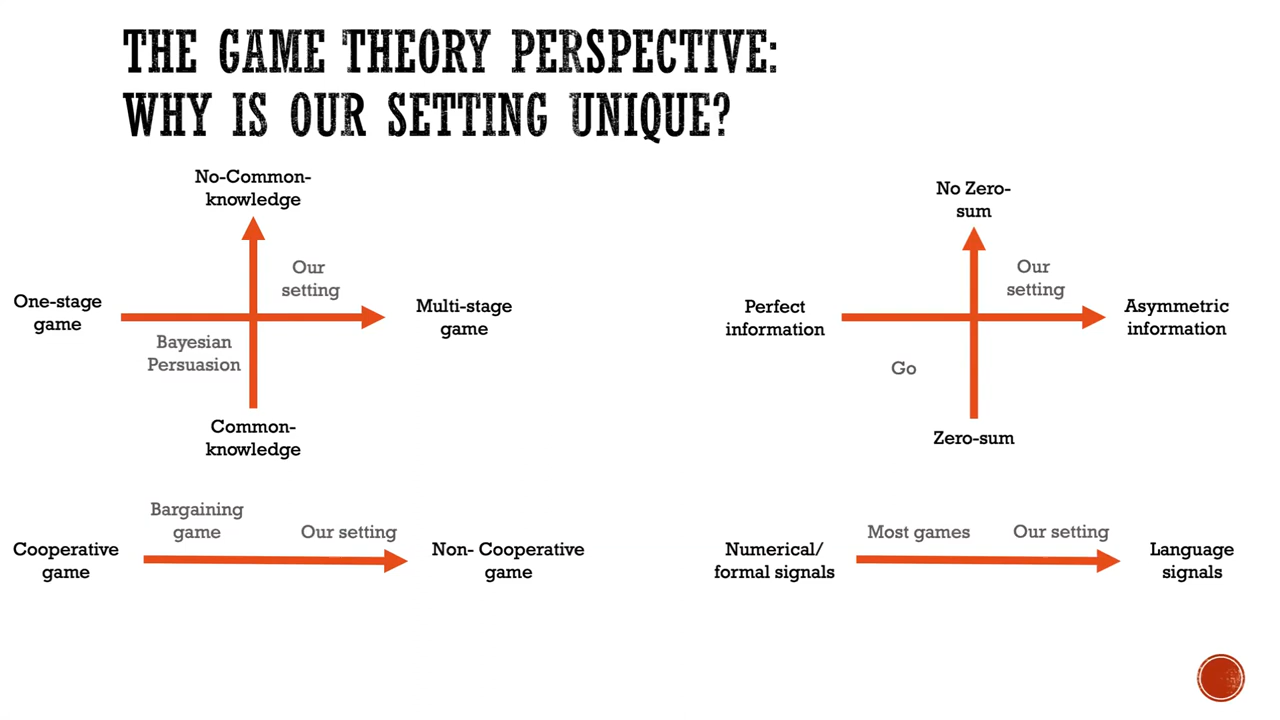 THE GAME THEORY PERSPECTIVE:
WHY IS OUR SETTING UNIQUE?
No-Common-
knowledge
Our
setting
One-stage
game
Multi-stage
game
Bayesian
Persuasion
Common-
knowledge
No Zero-
sum
Our
setting
Perfect
information
Asymmetric
information
Go
Zero-sum
Bargaining
game
Our setting
Cooperative
game
Non- Cooperative
game
Most games
Our setting
Numerical/
formal signals
Language
signals